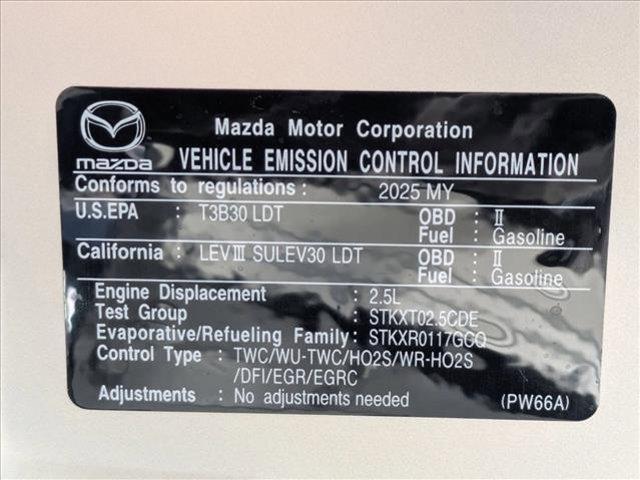 Mazda Motor Corporation
mazda VEHICLE EMISSION CONTROL INFORMATION
Conforms to regulations : 2025 MY
U.S.EPA : T3B30 LDT OBD : II
Fuel : Gasoline
California : LEVIII SULEV30 LDT OBD : II
Fuel : Gasoline
Engine Displacement : 2.5L
Test Group : STKXT02.5CDE
Evaporative/Refueling Family: STKXR0117GCQ
Control Type : TWC/WU-TWC/HO2S/WR-HO2S
/DFI/EGR/EGRC
Adjustments : No adjustments needed (PW66A)